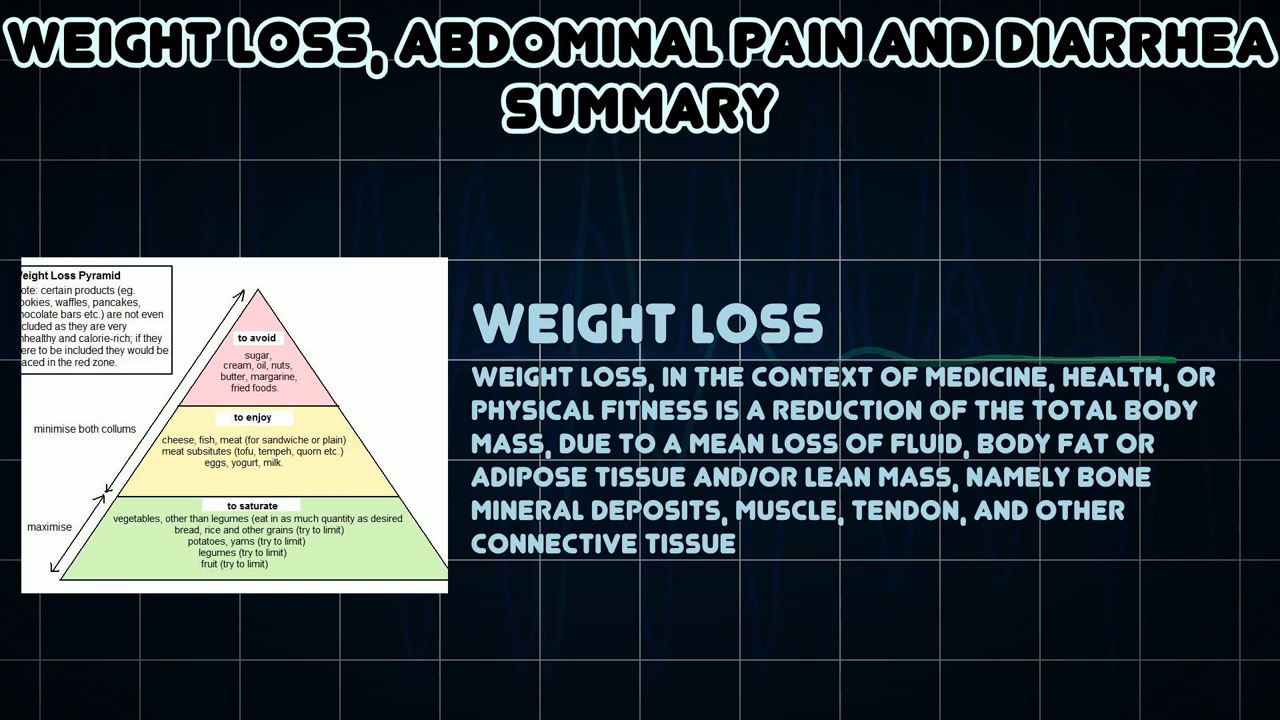 WEIGHT LOSS, ABDOMINAL PAIN AND DIARRHEA
SUMMARY
eight Loss Pyramid
ote: certain products (eg.
ookies, waffles, pancakes,
hocolate bars etc.) are not even
cluded as they are very
nhealthy and calorie-rich; if they
ere to be included they would be
aced in the red zone.
to avoid
sugar,
cream, oil, nuts,
butter, margarine,
fried foods.
to enjoy
minimise both collums
cheese, fish, meat (for sandwiche or plain)
meat subsitutes (tofu, tempeh, quorn etc.)
eggs, yogurt, milk.
to saturate
maximise
vegetables, other than legumes (eat in as much quantity as desired
bread, rice and other grains (try to limit)
potatoes, yams (try to limit)
legumes (try to limit)
fruit (try to limit)
WEIGHT LOSS
WEIGHT LOSS, IN THE CONTEXT OF MEDICINE, HEALTH, OR
PHYSICAL FITNESS IS A REDUCTION OF THE TOTAL BODY
MASS, DUE TO A MEAN LOSS OF FLUID, BODY FAT OR
ADIPOSE TISSUE AND/OR LEAN MASS, NAMELY BONE
MINERAL DEPOSITS, MUSCLE, TENDON, AND OTHER
CONNECTIVE TISSUE